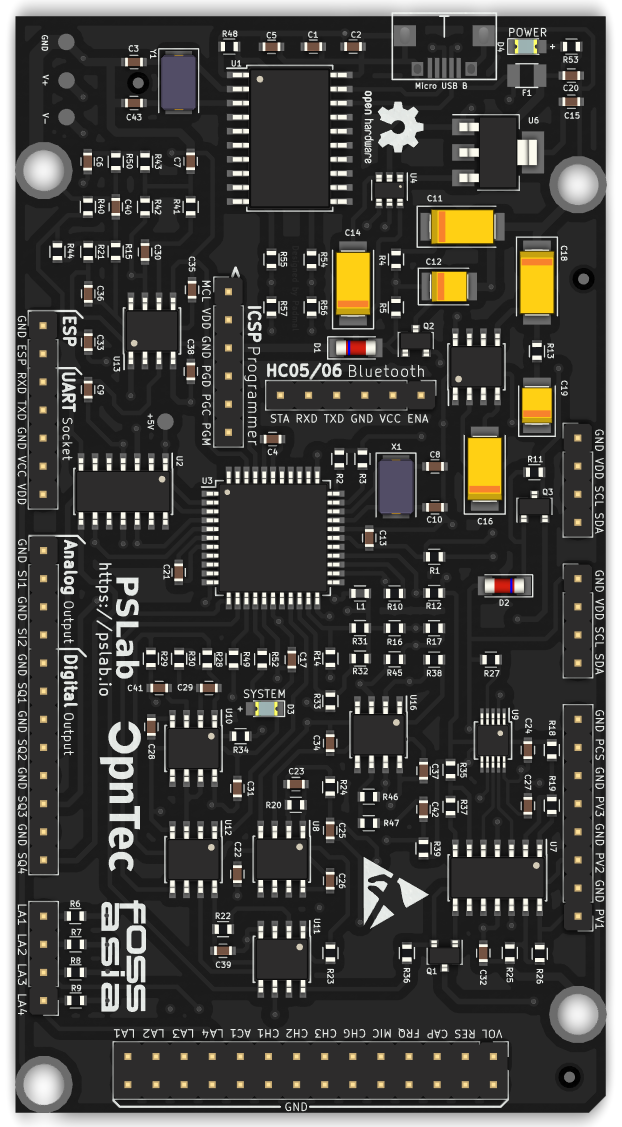 GND
V+
V-
C3
C43
Y1
R48
C5
C1
C2
U1
Micro USB B
D4
POWER
+
F1
R53
C20
C15
open hardware
U6
U4
C6
R50
R43
C7
R40
C40
R42
R41
R44
R21
R15
C30
C36
C35
C33
C38
C9
U13
R55
R54
R57
R56
C14
R4
R5
C11
C12
C18
D1
Q2
R13
C19
MCL VDD GND PGD PGC PGM
ICSP Programmer
HC05/06 Bluetooth
STA RXD TXD GND VCC ENA
ESP
UART Socket
GND ESP RXD TXD GND VCC VDD
+5V
U2
C4
U3
R2
R3
X1
C8
C10
C13
C16
R11
Q3
GND VDD SCL SDA
GND VDD SCL SDA
R1
D2
C21
L1
R10
R12
R31
R16
R17
R32
R45
R38
R27
Analog Output
Digital Output
GND SI1 GND SI2 GND SQ1 GND SQ2 GND SQ3 GND SQ4
PSLab
https://pslab.io
OpnTec
R29
R30
R28
R49
R52
C17
R14
C41
C29
SYSTEM
+
D3
R33
R34
C28
U10
C34
U16
U9
C24
R18
C27
R19
C31
C23
R20
R24
R46
R47
C37
R35
C42
R37
R39
U12
C22
U8
C25
C26
U7
GND PCS GND PV3 GND PV2 GND PV1
foss
asia
LA1 LA2 LA3 LA4
R6
R7
R8
R9
R22
C39
U11
R23
R36
Q1
C32
R25
R26
LA1 LA2 LA3 LA4 AC1 CH1 CH2 CH3 CHG MIC FRQ CAP RES VOL
GND